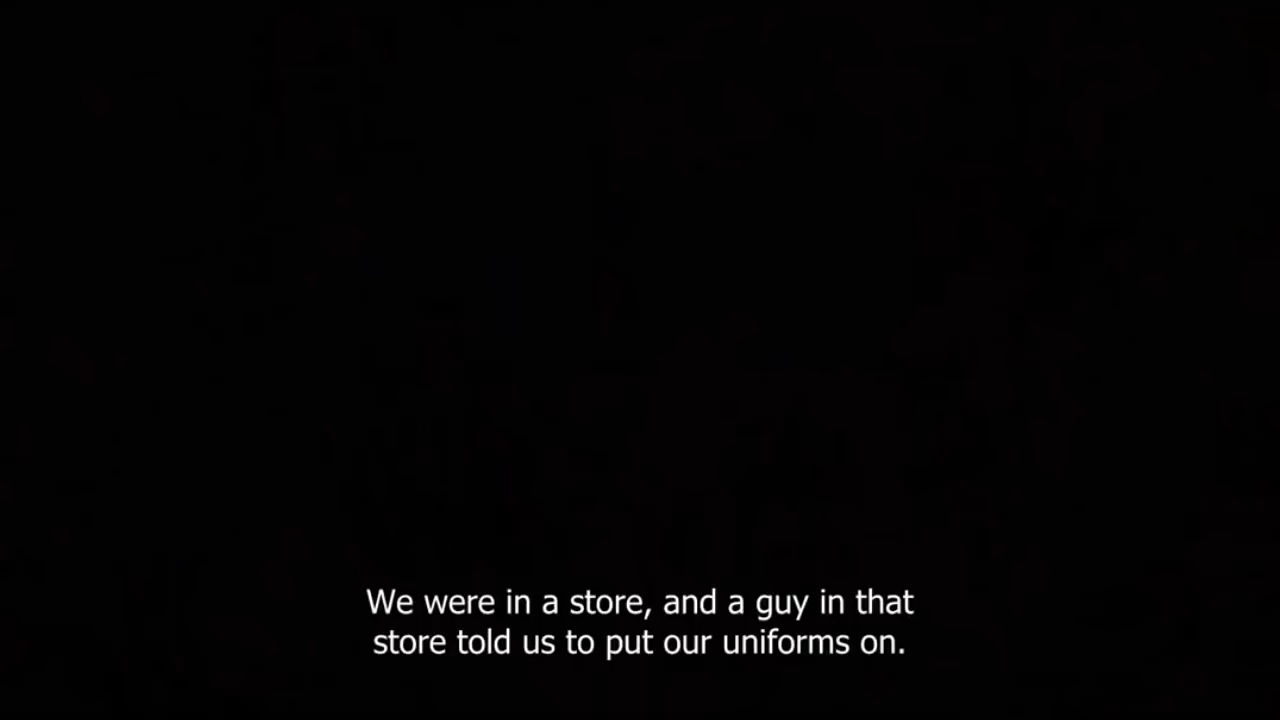 We were in a store, and a guy in that
store told us to put our uniforms on.